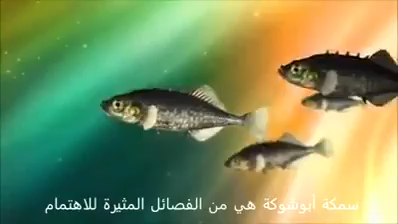 سمكة أبوشوكة هي من الفصائل المثيرة للاهتمام